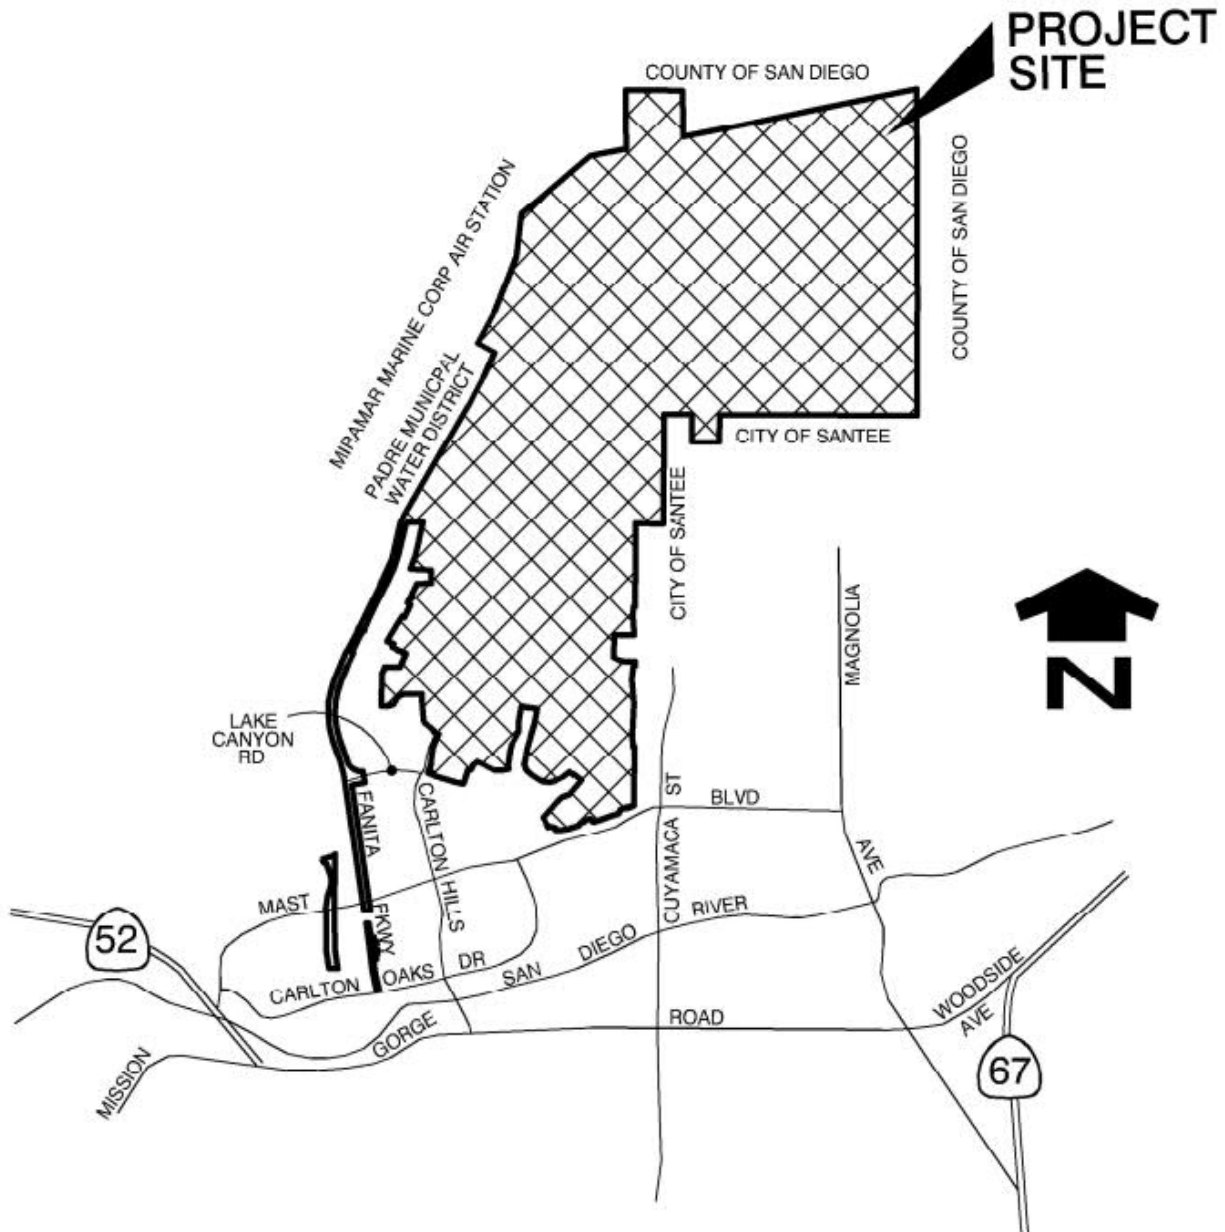 PROJECT
SITE
COUNTY OF SAN DIEGO
COUNTY OF SAN DIEGO
MIRAMAR MARINE CORP AIR STATION
PADRE MUNICPAL
WATER DISTRICT
CITY OF SANTEE
CITY OF SANTEE
MAGNOLIA
N
LAKE
CANYON
RD
FANITA
CARLTON HILLS
ST
BLVD
CUYAMACA
AVE
MAST
PKWY
RIVER
52
CARLTON
OAKS
DR
SAN
DIEGO
WOODSIDE
AVE
GORGE
ROAD
MISSION
67